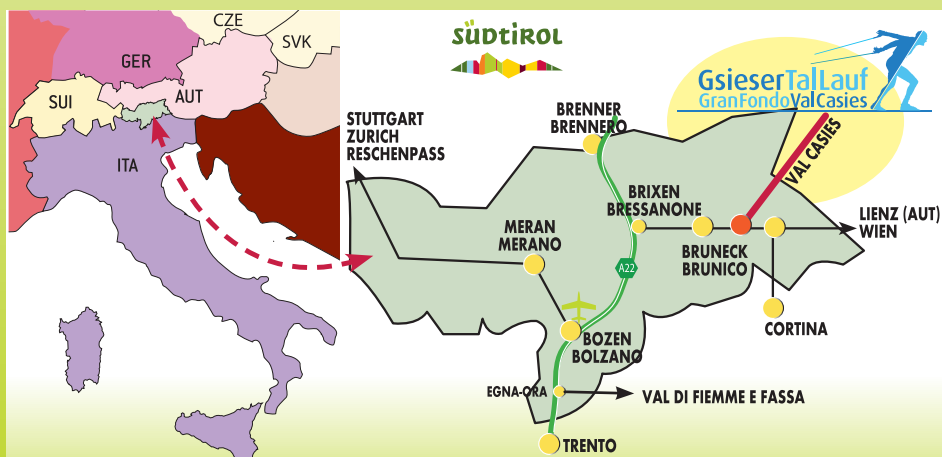 CZE
SVK
GER
AUT
SUI
ITA
SÜDTIROL
GsieserTalLauf
GranFondoValCasies
STUTTGART
ZURICH
RESCHENPASS
BRENNER
BRENNERO
VAL CASIES
BRIXEN
BRESSANONE
MERAN
MERANO
LIENZ (AUT)
WIEN
BRUNECK
BRUNICO
A22
CORTINA
BOZEN
BOLZANO
EGNA-ORA
VAL DI FIEMME E FASSA
TRENTO